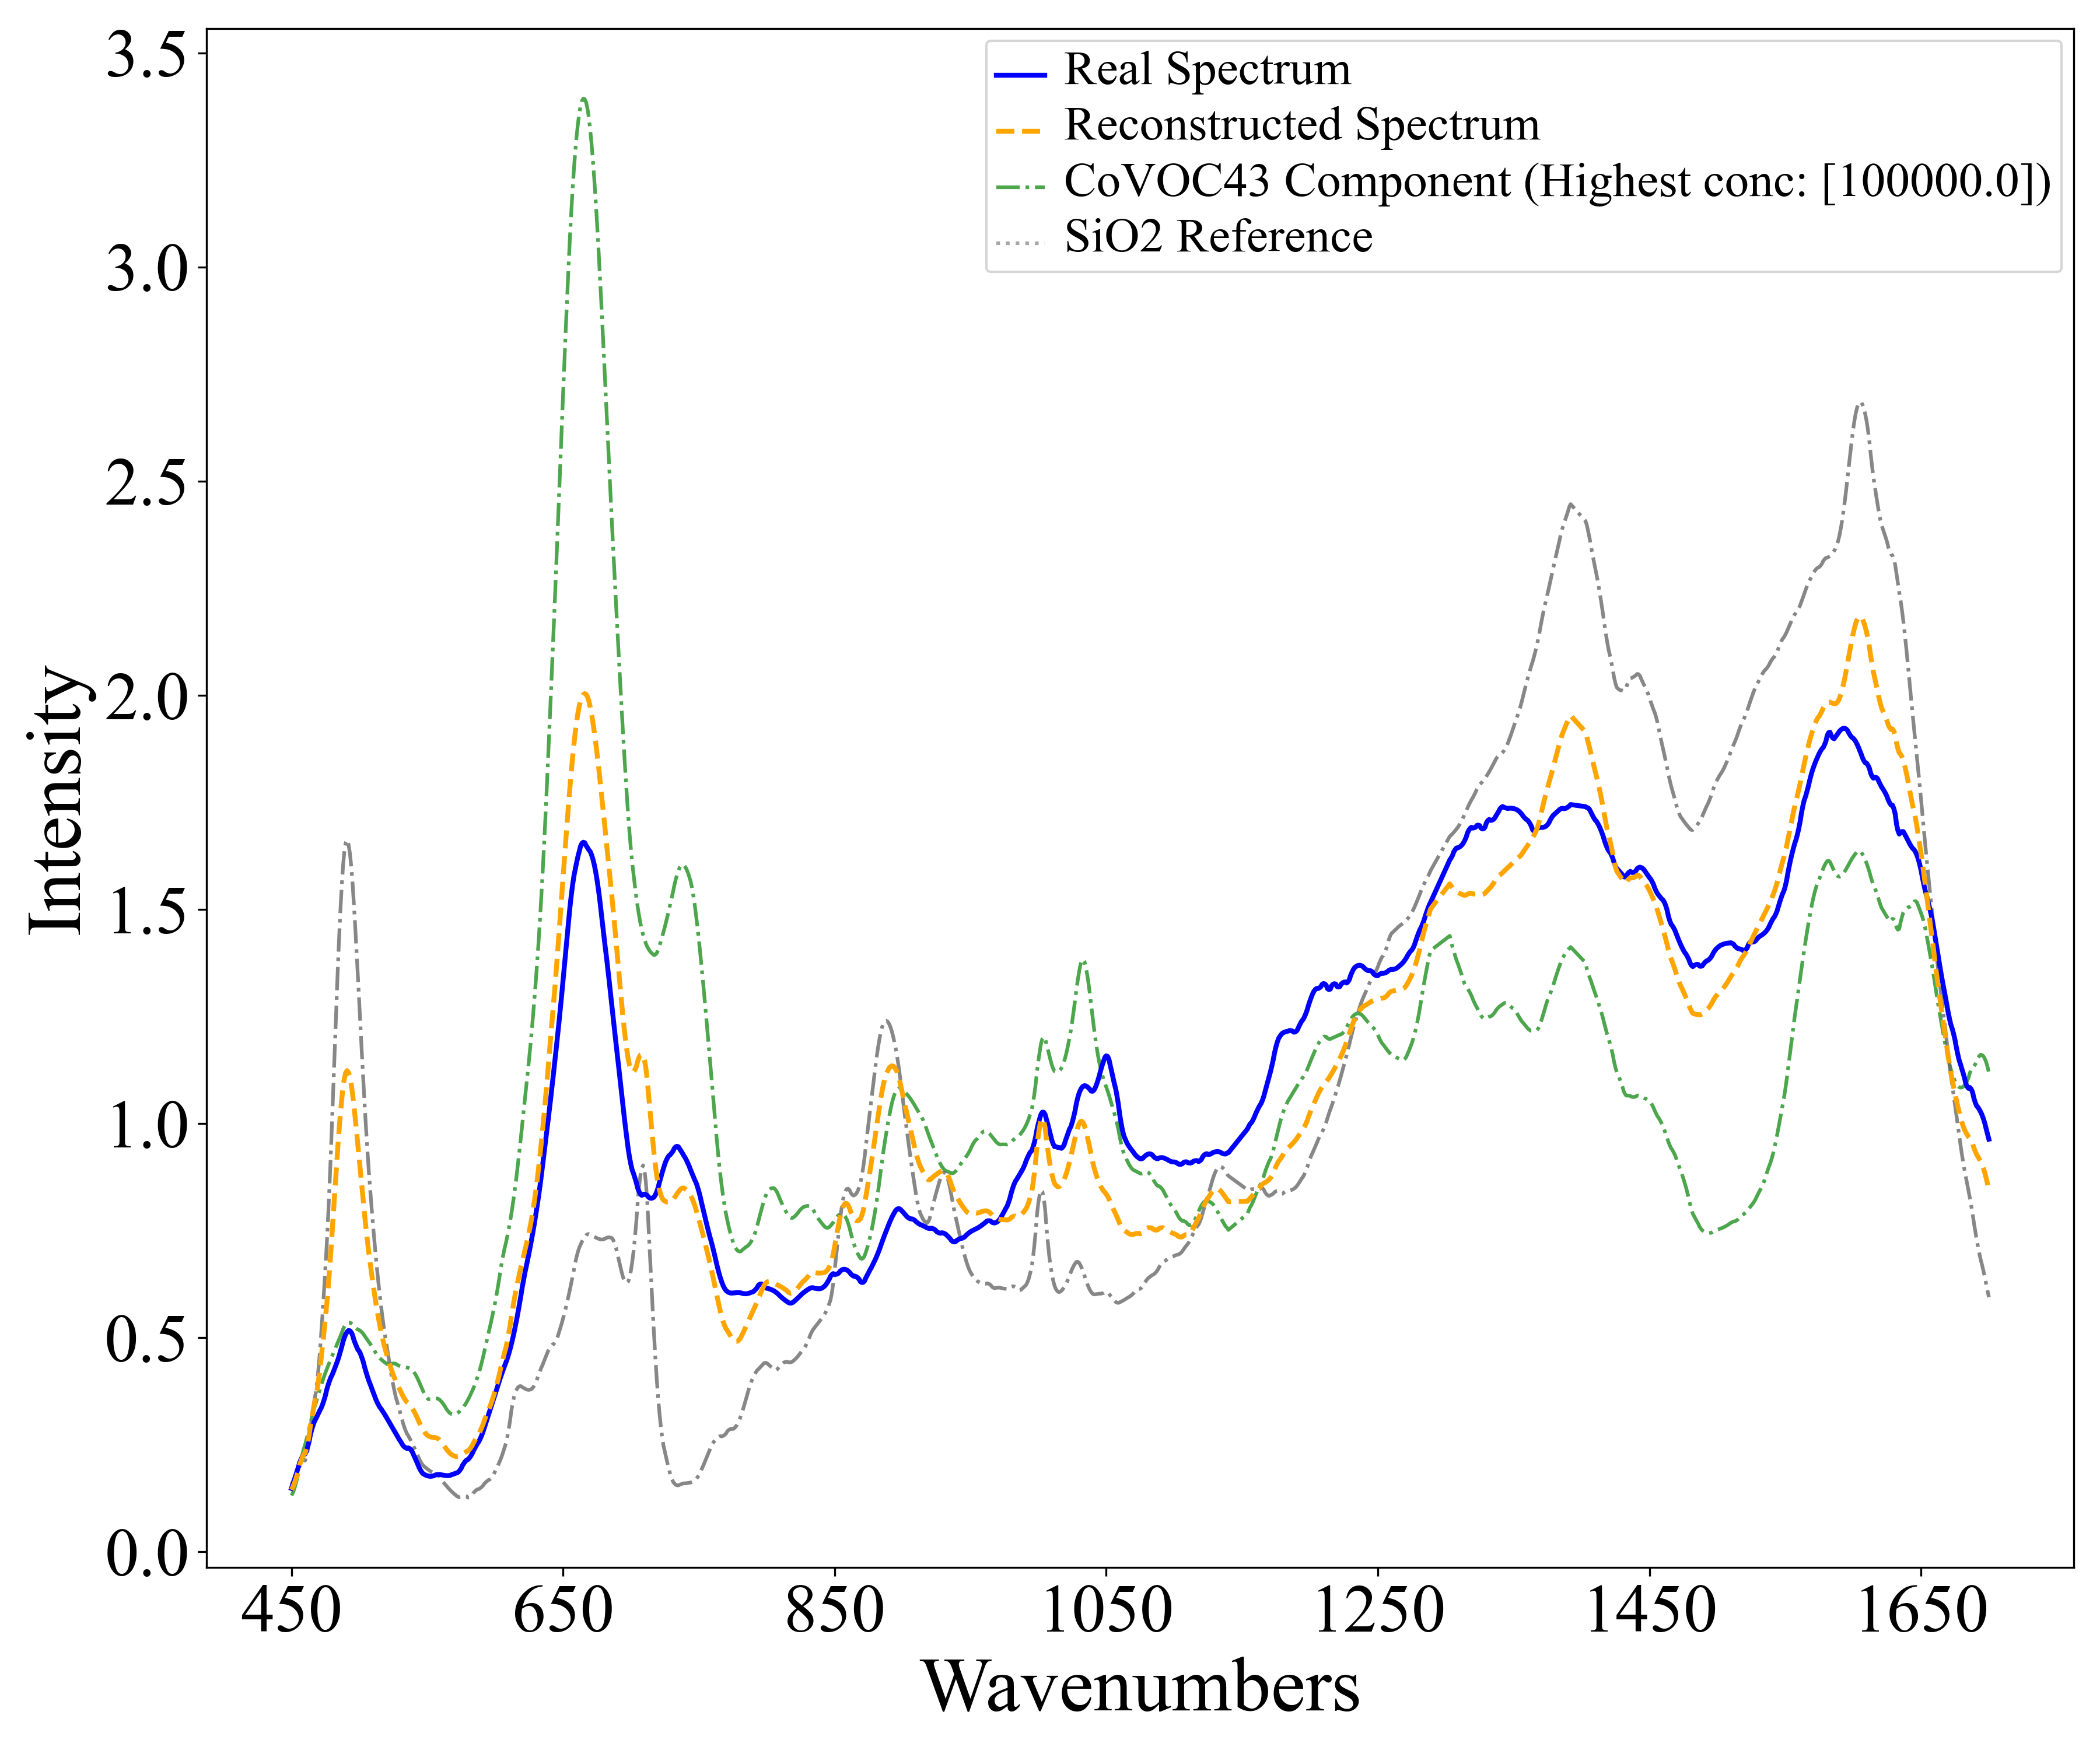 Real Spectrum
Reconstructed Spectrum
CoVOC43 Component (Highest conc: [100000.0])
SiO2 Reference
3.5
3.0
2.5
2.0
1.5
1.0
0.5
0.0
Intensity
450 650 850 1050 1250 1450 1650
Wavenumbers